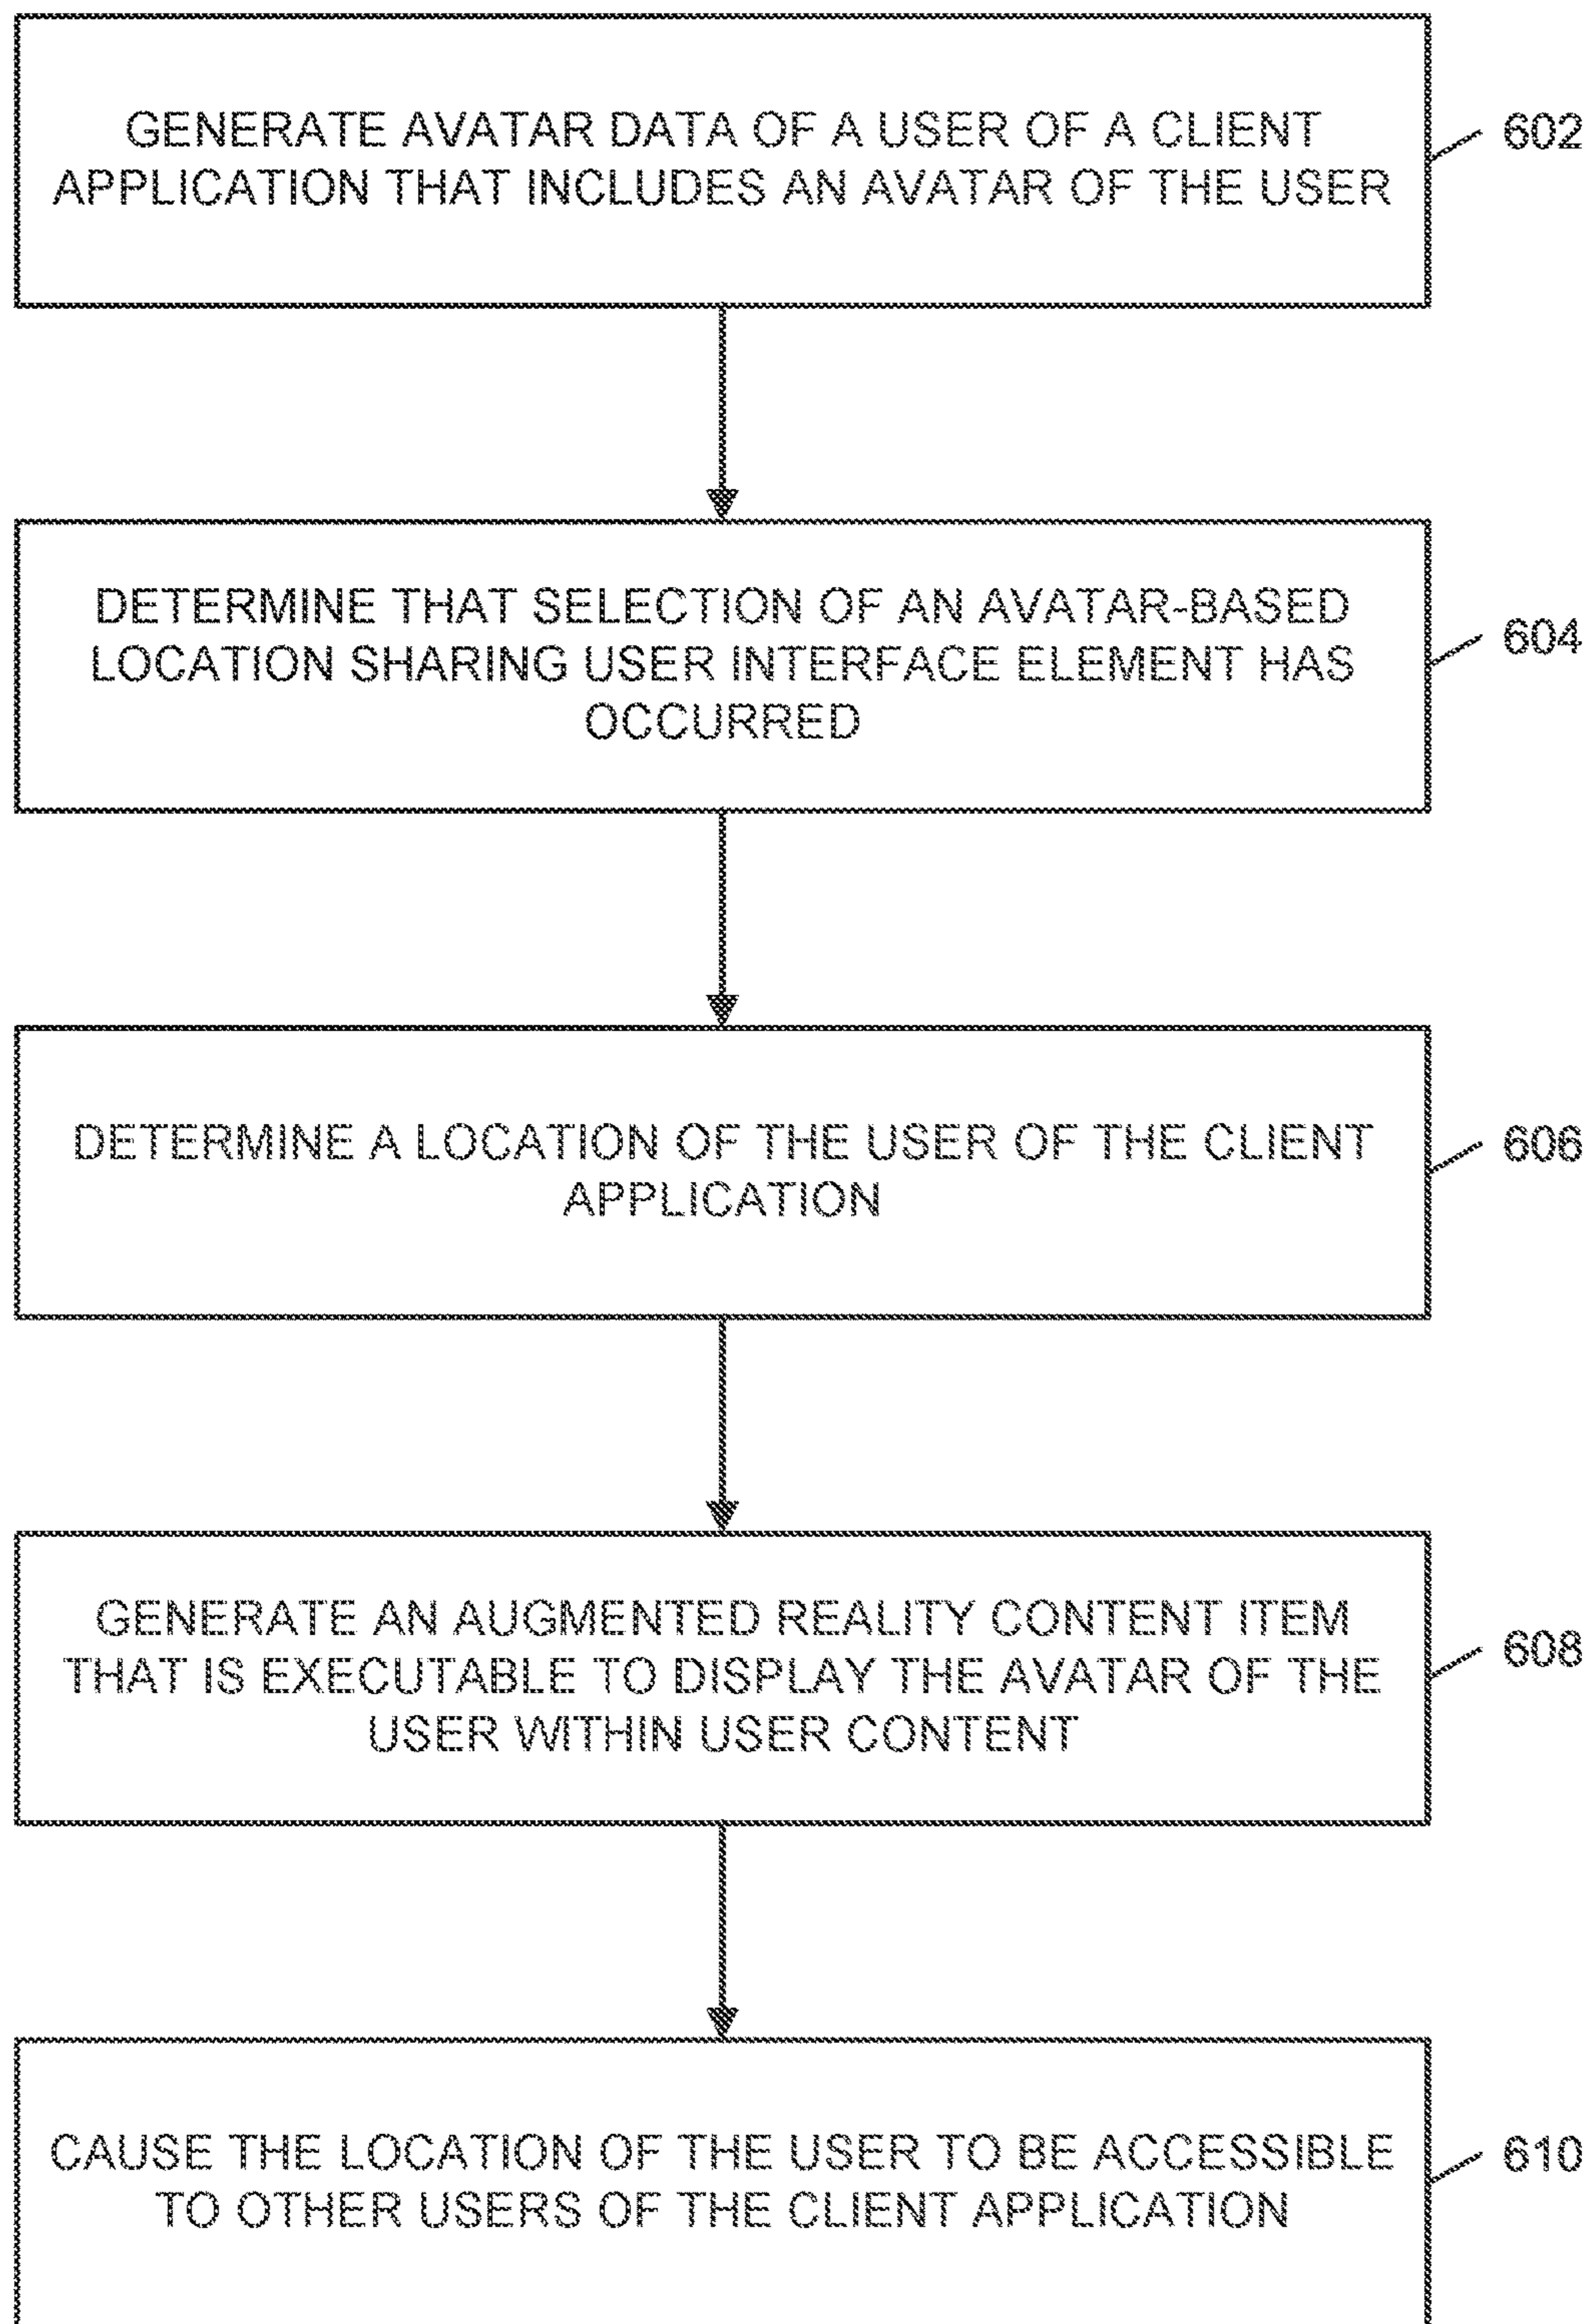 GENERATE AVATAR DATA OF A USER OF A CLIENT
APPLICATION THAT INCLUDES AN AVATAR OF THE USER
602
DETERMINE THAT SELECTION OF AN AVATAR-BASED
LOCATION SHARING USER INTERFACE ELEMENT HAS
OCCURRED
604
DETERMINE A LOCATION OF THE USER OF THE CLIENT
APPLICATION
606
GENERATE AN AUGMENTED REALITY CONTENT ITEM
THAT IS EXECUTABLE TO DISPLAY THE AVATAR OF THE
USER WITHIN USER CONTENT
608
CAUSE THE LOCATION OF THE USER TO BE ACCESSIBLE
TO OTHER USERS OF THE CLIENT APPLICATION
610